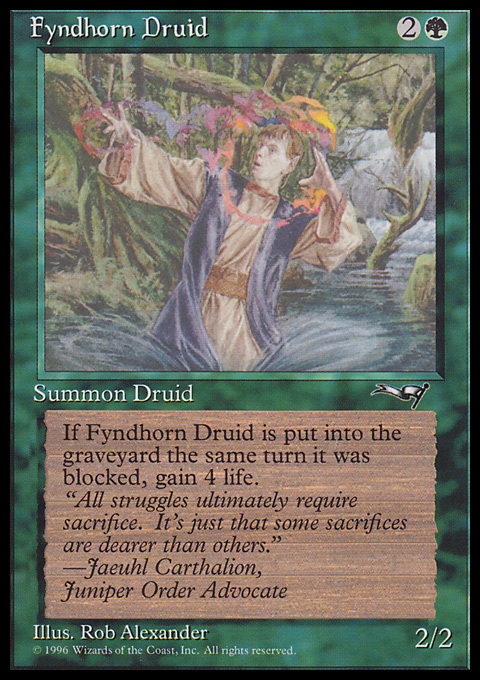 Fyndhorn Druid 2
Summon Druid
If Fyndhorn Druid is put into the
graveyard the same turn it was
blocked, gain 4 life.
“All struggles ultimately require
sacrifice. It’s just that some sacrifices
are dearer than others.”
—Jaeuhl Carthalion,
Juniper Order Advocate
Illus. Rob Alexander
© 1996 Wizards of the Coast, Inc. All rights reserved.
2/2